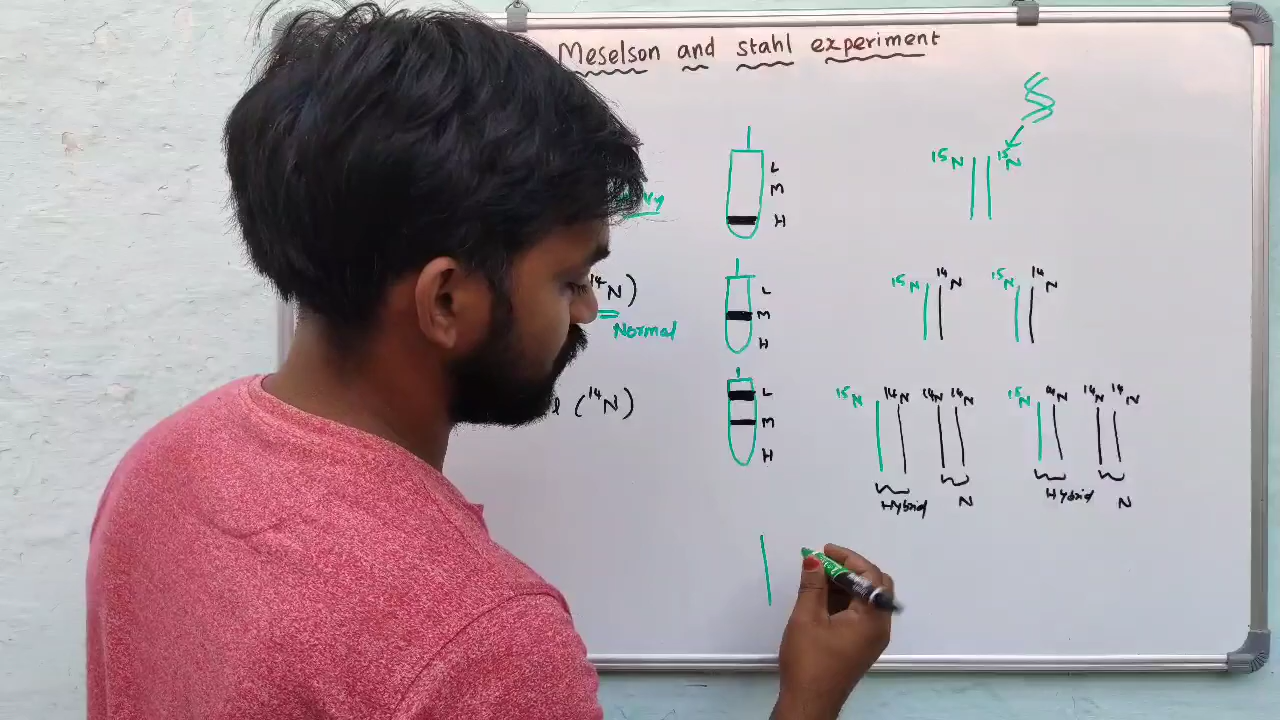 Meselson and stahl experiment
15N 15N
L
M
H
14N)
Normal
L
M
H
15N 14N 15N 14N
(14N)
L
M
H
15N 14N 14N 14N 15N 14N 14N 14N
Hybrid N Hybrid N